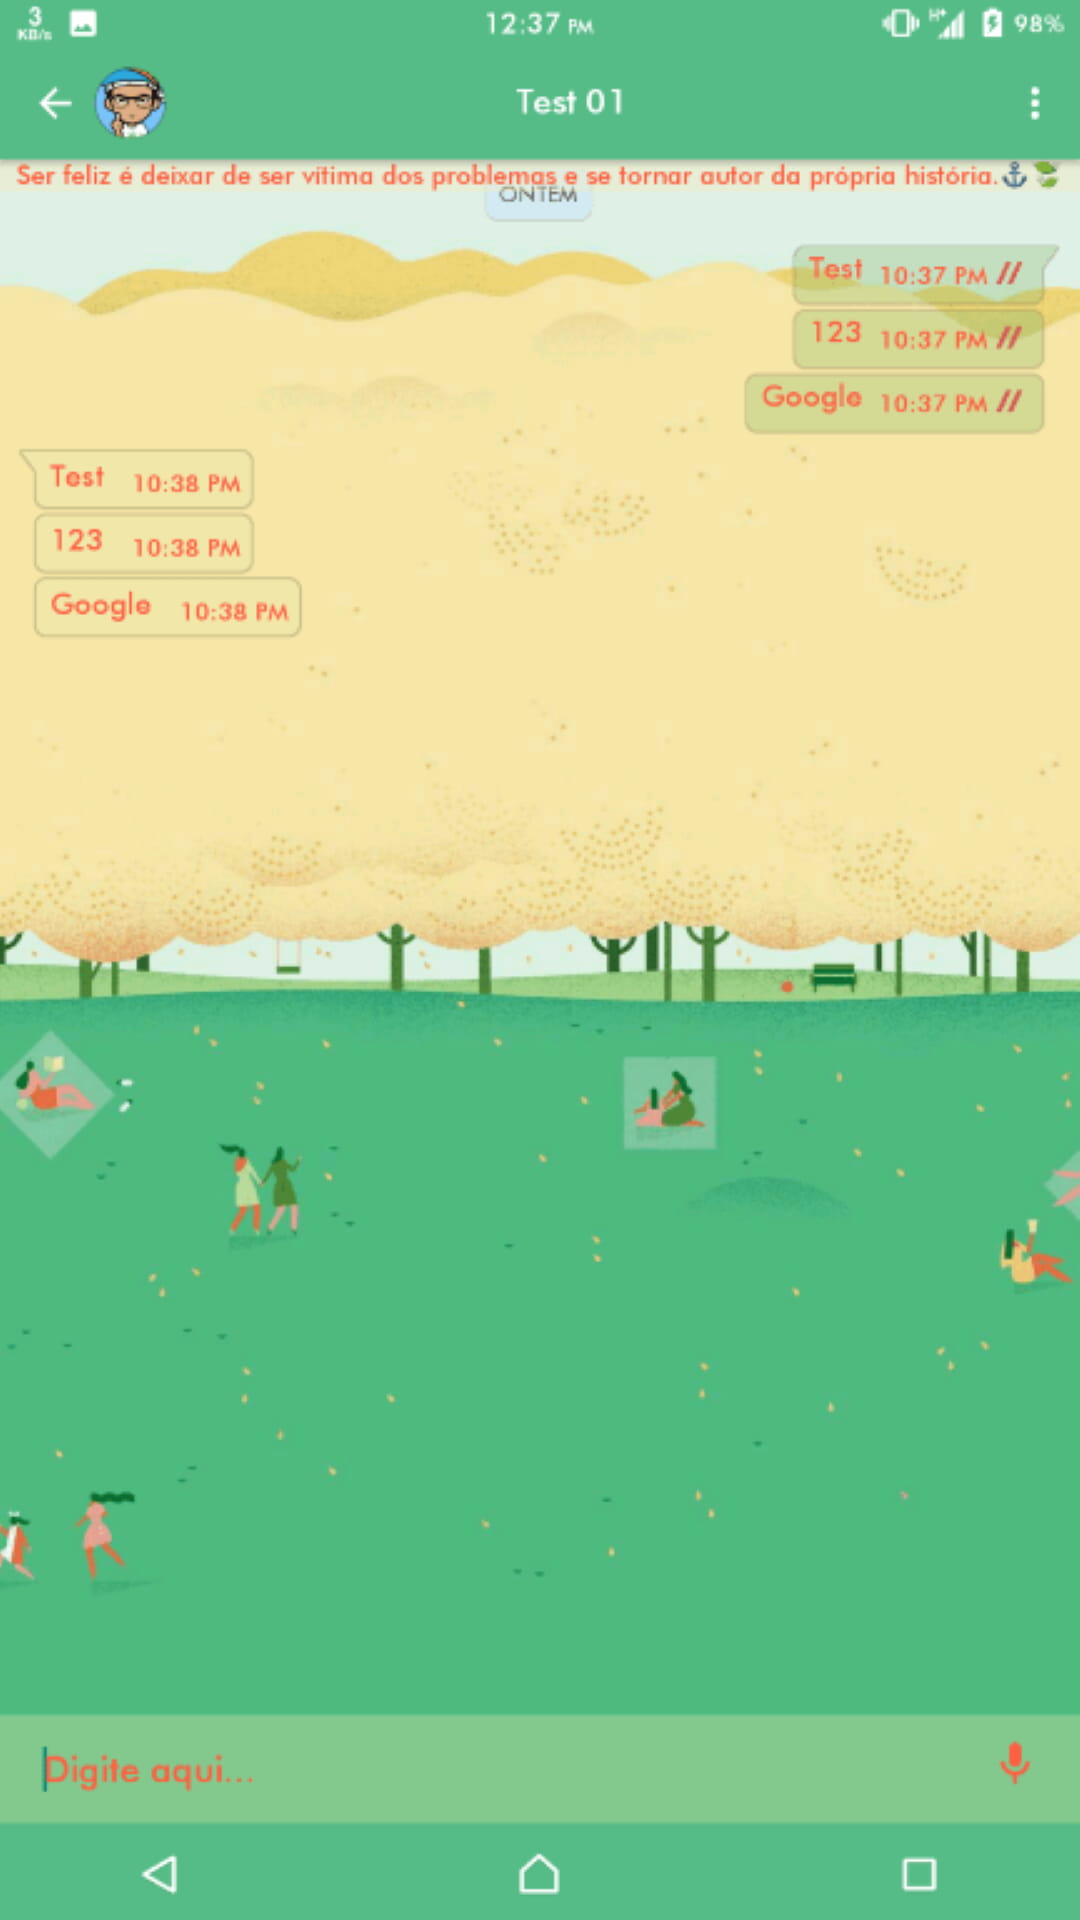 3
KB/s
12:37 PM
H+
98%
Test 01
Ser feliz é deixar de ser vítima dos problemas e se tornar autor da própria história.⚓🍃
ONTEM
Test 10:37 PM //
123 10:37 PM //
Google 10:37 PM //
Test 10:38 PM
123 10:38 PM
Google 10:38 PM
Digite aqui...